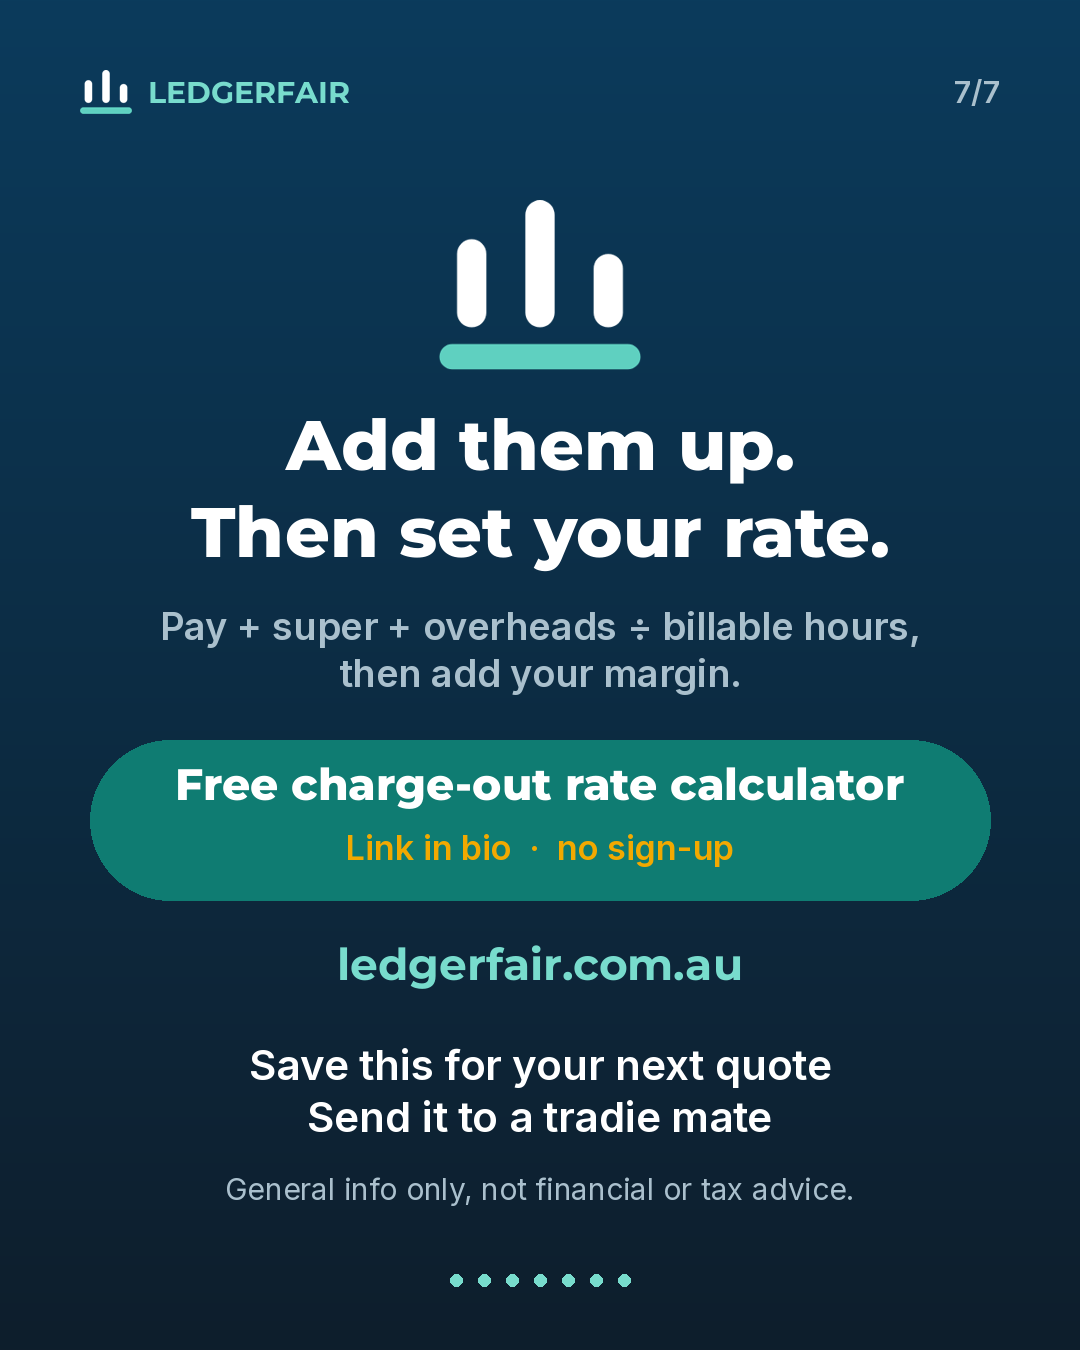 LEDGERFAIR
7/7
Add them up.
Then set your rate.
Pay + super + overheads ÷ billable hours,
then add your margin.
Free charge-out rate calculator
Link in bio · no sign-up
ledgerfair.com.au
Save this for your next quote
Send it to a tradie mate
General info only, not financial or tax advice.